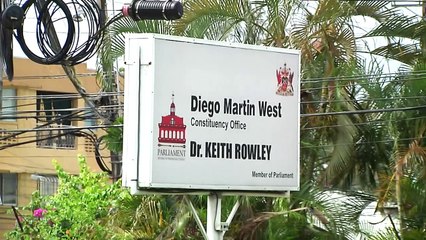 Diego Martin West
Constituency Office
Dr. KEITH ROWLEY
PARLIAMENT
Member of Parliament